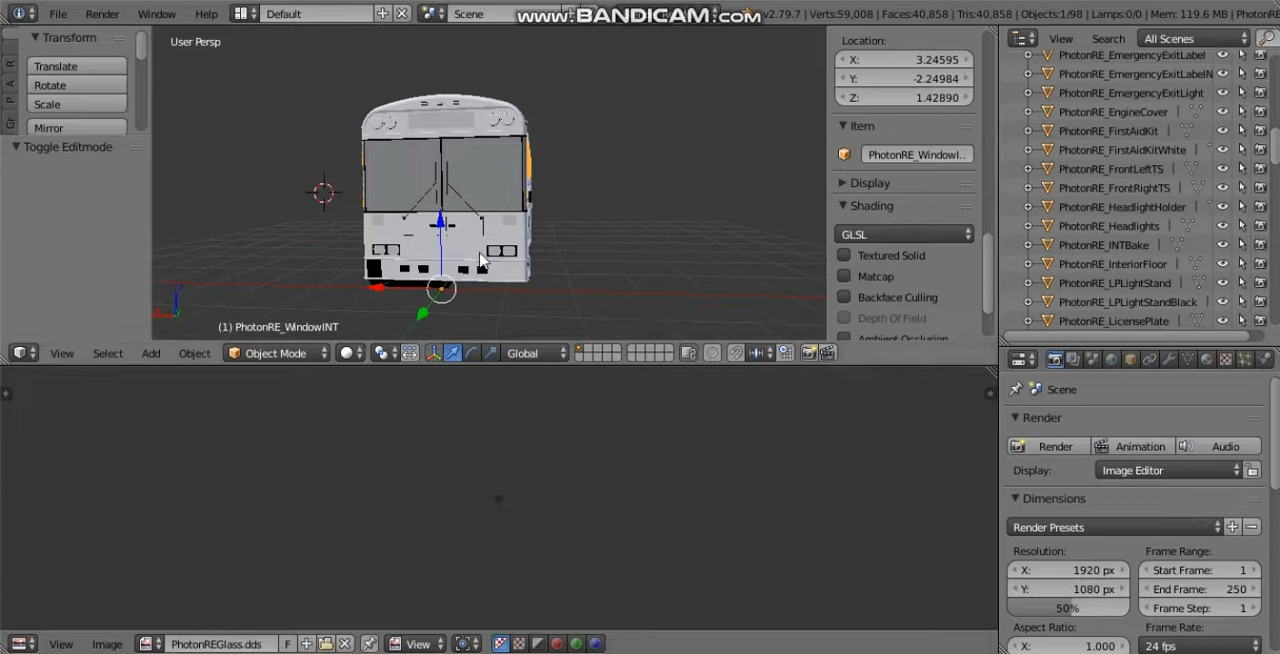 www.BANDICAM.com
File Render Window Help Default Scene v2.79.7 | Verts:59,008 | Faces:40,858 | Tris:40,858 | Objects:1/98 | Lamps:0/0 | Mem: 119.6 MB | PhotonRE
Transform
Translate
Rotate
Scale
Mirror
Toggle Editmode
R
A
P
Gr
User Persp
(1) PhotonRE_WindowINT
Location:
X: 3.24595
Y: -2.24984
Z: 1.42890
Item
PhotonRE_WindowI..
Display
Shading
GLSL
Textured Solid
Matcap
Backface Culling
Depth Of Field
Ambient Occlusion
View Select Add Object Object Mode Global
View Search All Scenes
PhotonRE_EmergencyExitLabel
PhotonRE_EmergencyExitLabelN
PhotonRE_EmergencyExitLight
PhotonRE_EngineCover
PhotonRE_FirstAidKit
PhotonRE_FirstAidKitWhite
PhotonRE_FrontLeftTS
PhotonRE_FrontRightTS
PhotonRE_HeadlightHolder
PhotonRE_Headlights
PhotonRE_INTBake
PhotonRE_InteriorFloor
PhotonRE_LPLightStand
PhotonRE_LPLightStandBlack
PhotonRE_LicensePlate
Scene
Render
Render Animation Audio
Display: Image Editor
Dimensions
Render Presets
Resolution: Frame Range:
X: 1920 px Start Frame: 1
Y: 1080 px End Frame: 250
50% Frame Step: 1
Aspect Ratio: Frame Rate:
X: 1.000 24 fps
View Image PhotonREGlass.dds F View